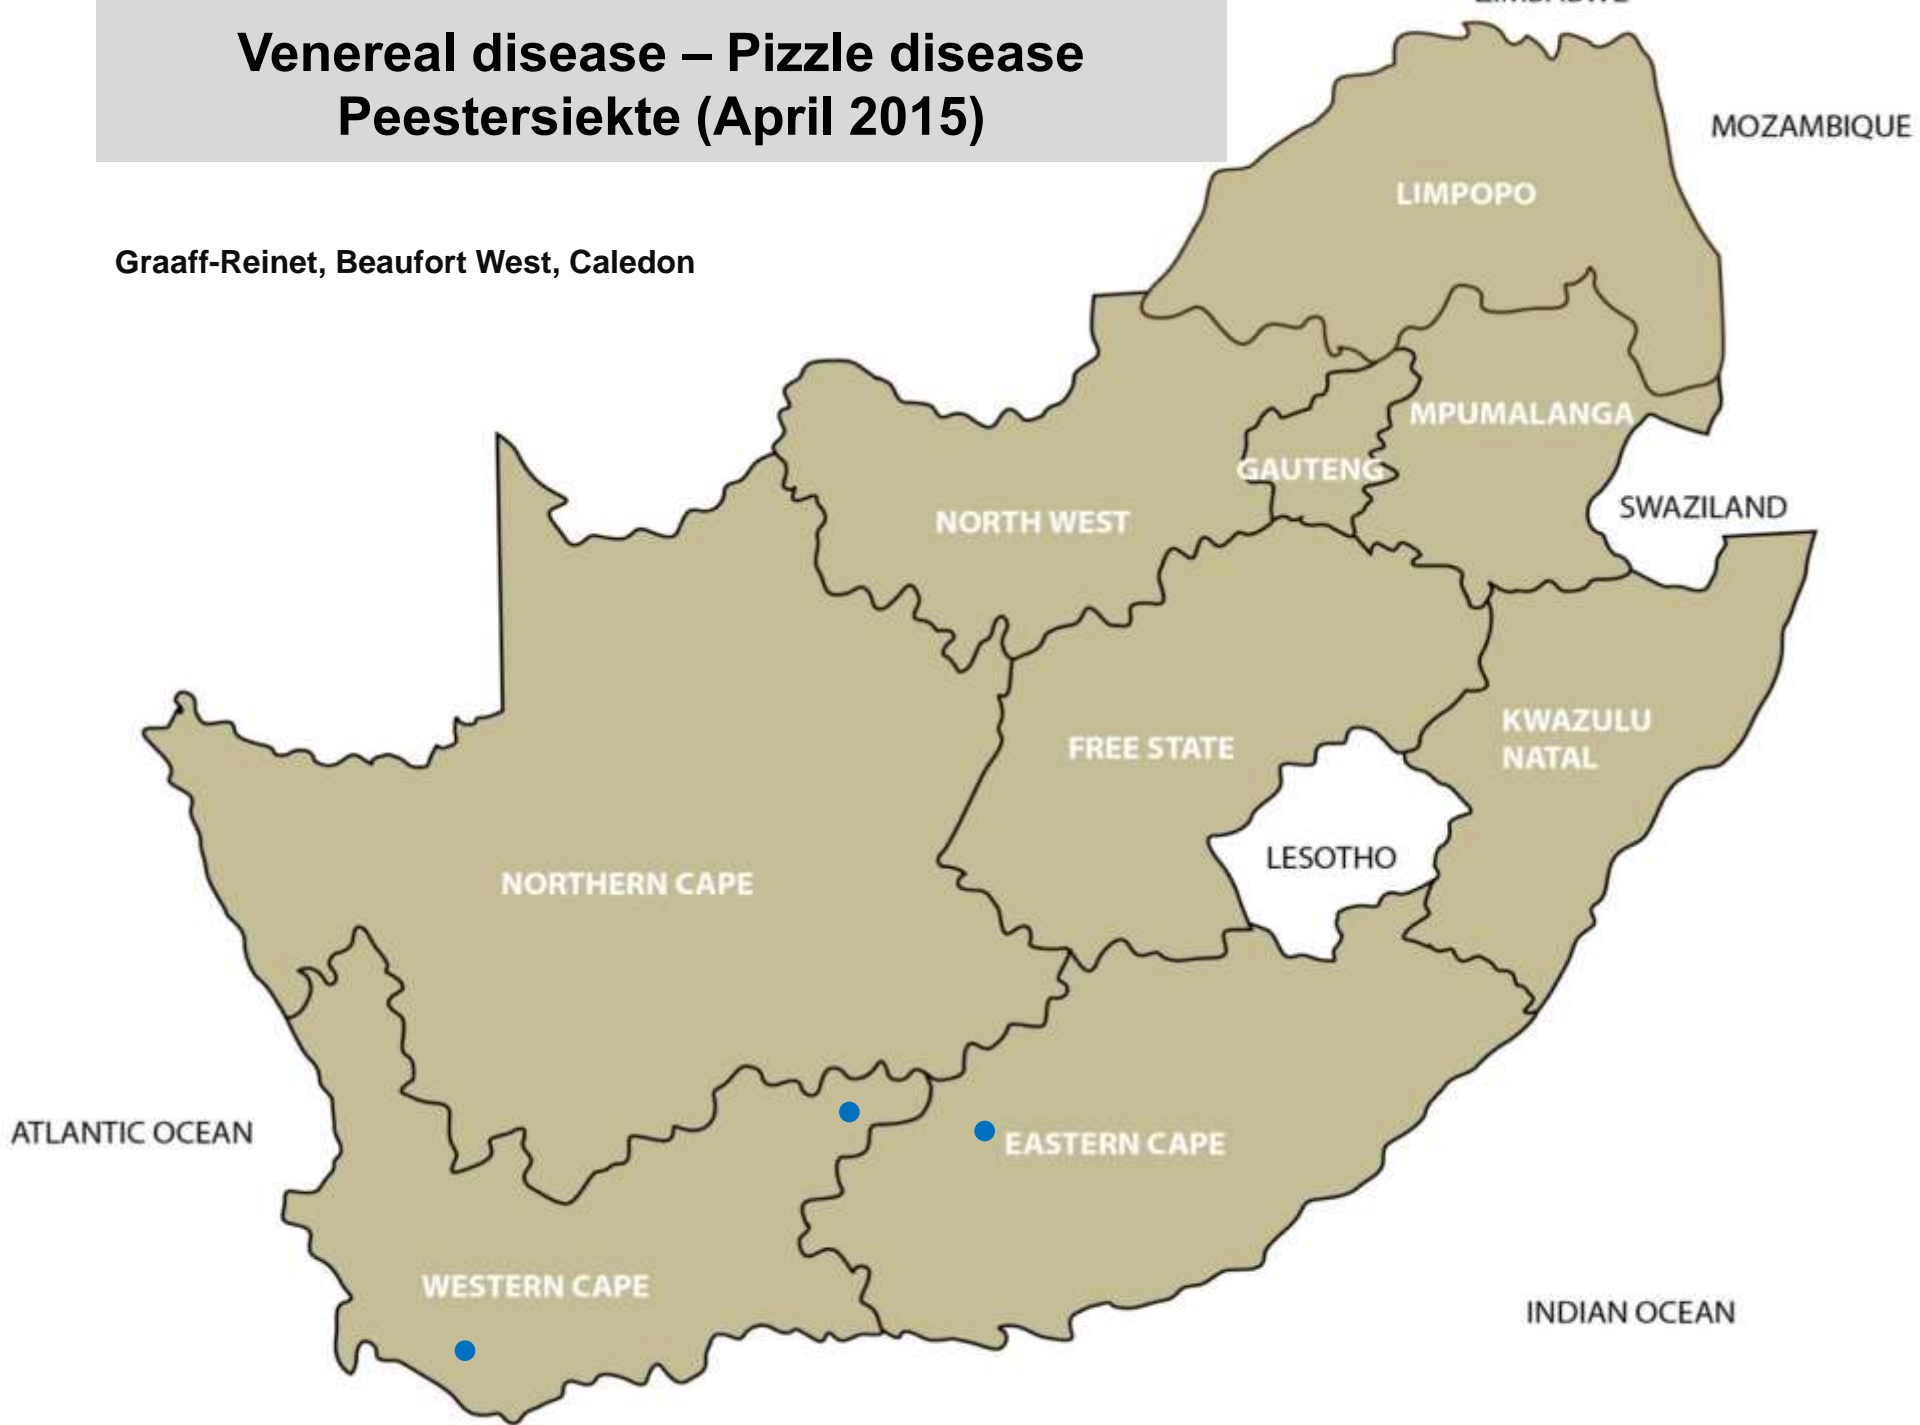 ZIMBABWE
Venereal disease – Pizzle disease
Peestersiekte (April 2015)
MOZAMBIQUE
LIMPOPO
Graaff-Reinet, Beaufort West, Caledon
MPUMALANGA
GAUTENG
SWAZILAND
NORTH WEST
KWAZULU
NATAL
FREE STATE
LESOTHO
NORTHERN CAPE
ATLANTIC OCEAN
EASTERN CAPE
WESTERN CAPE
INDIAN OCEAN